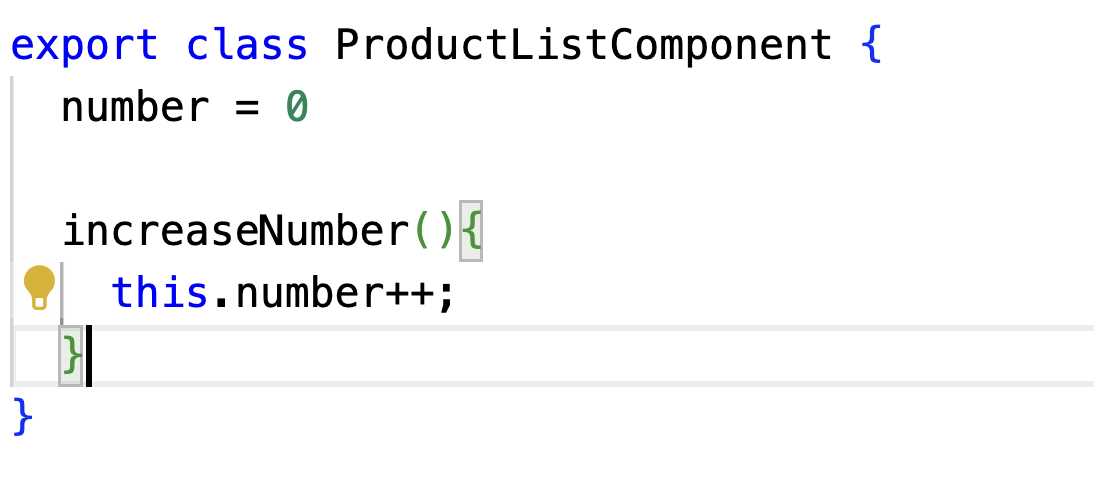 export class ProductListComponent {
  number = 0

  increaseNumber(){
    this.number++;
  }
}